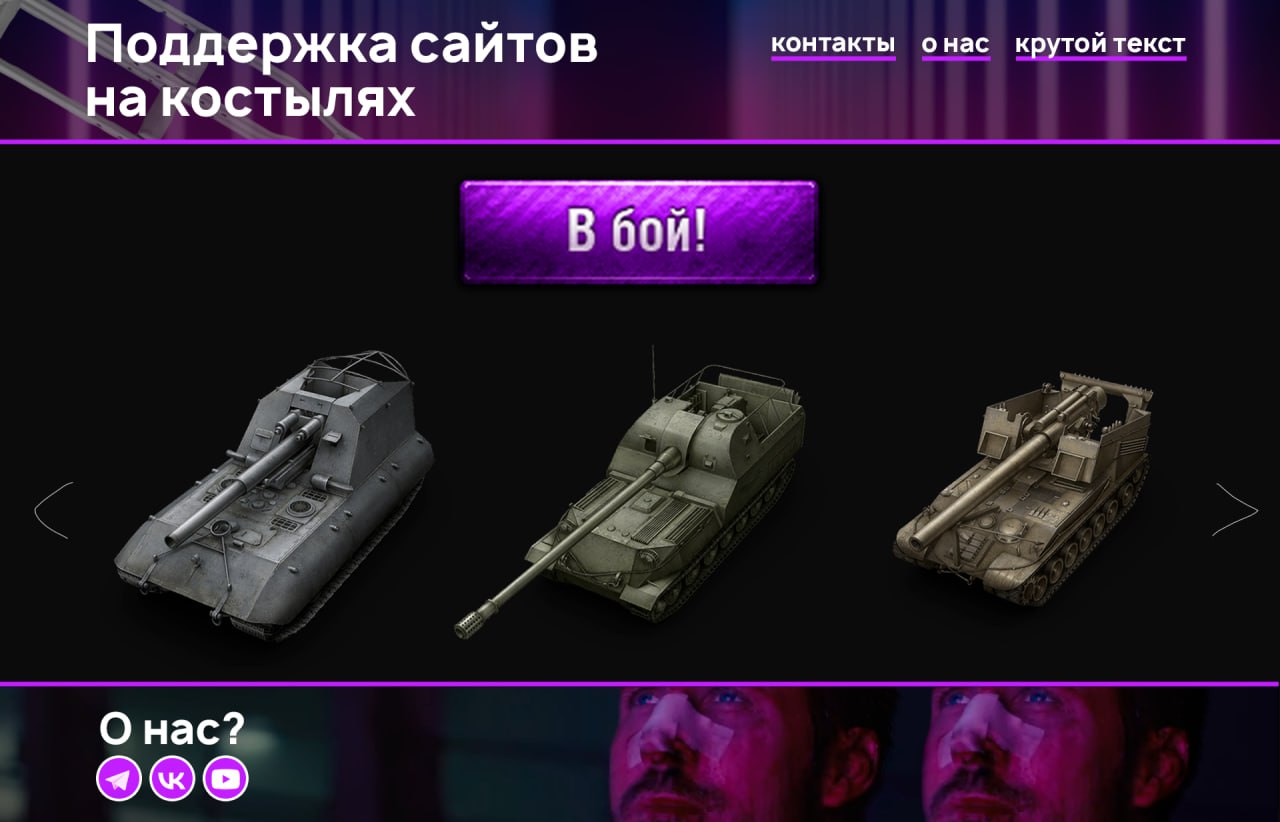 Поддержка сайтов
на костылях
контакты о нас крутой текст
В бой!
О нас?